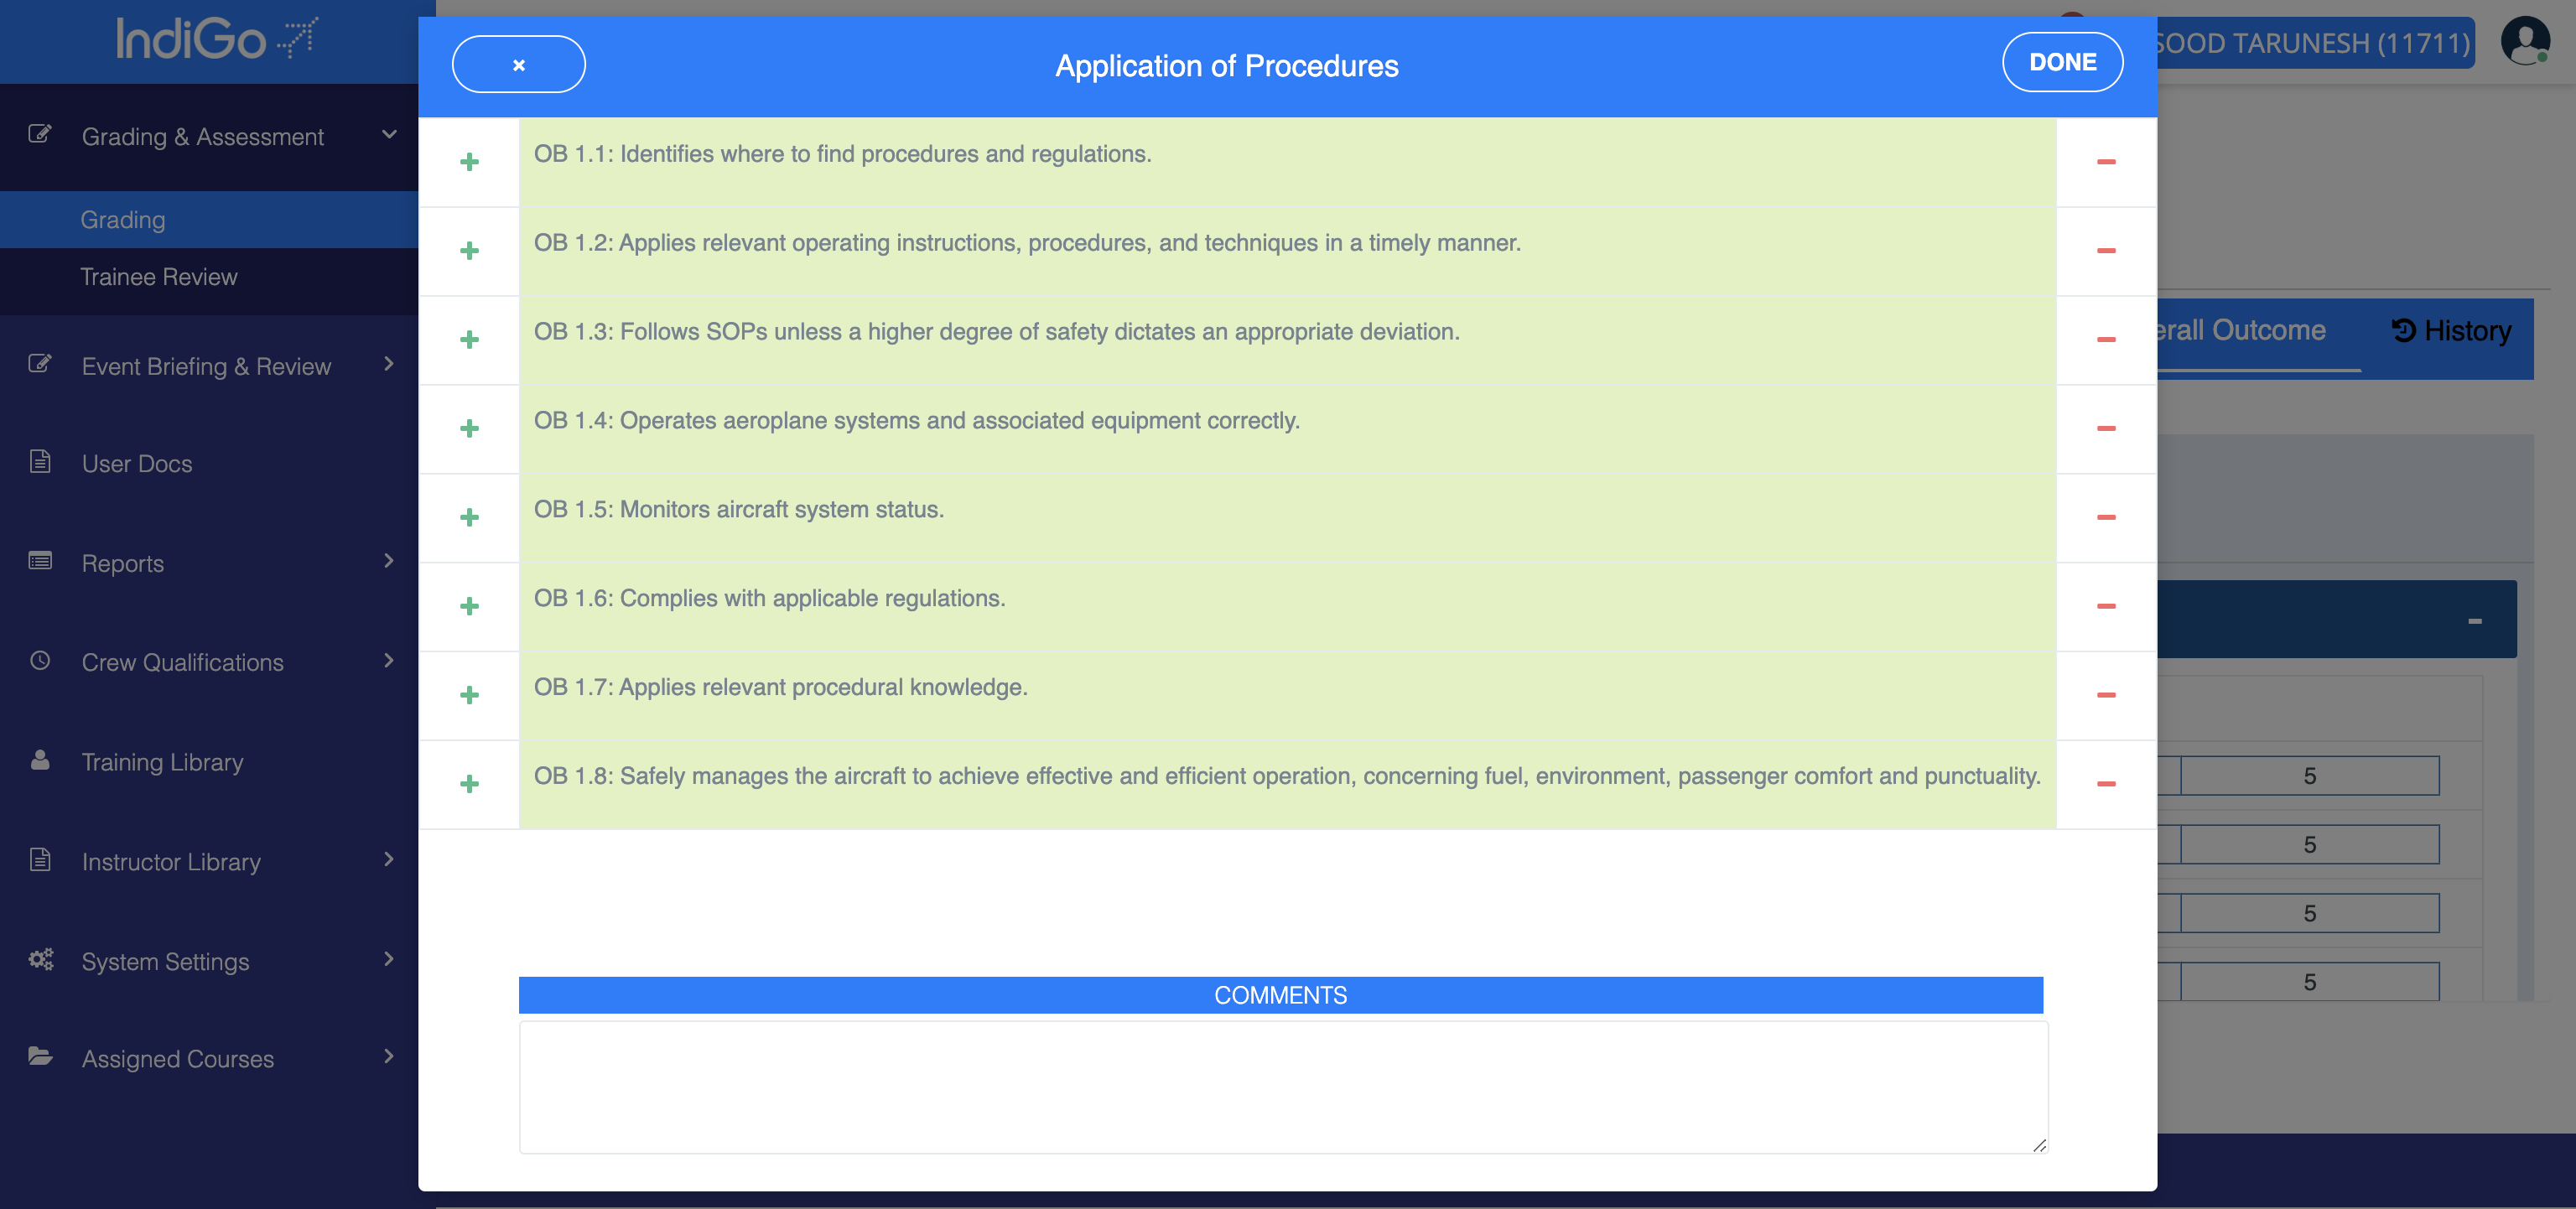 IndiGo
Application of Procedures
DONE
SOOD TARUNESH (11711)
Grading & Assessment
Grading
Trainee Review
Event Briefing & Review
User Docs
Reports
Crew Qualifications
Training Library
Instructor Library
System Settings
Assigned Courses
OB 1.1: Identifies where to find procedures and regulations.
OB 1.2: Applies relevant operating instructions, procedures, and techniques in a timely manner.
OB 1.3: Follows SOPs unless a higher degree of safety dictates an appropriate deviation.
OB 1.4: Operates aeroplane systems and associated equipment correctly.
OB 1.5: Monitors aircraft system status.
OB 1.6: Complies with applicable regulations.
OB 1.7: Applies relevant procedural knowledge.
OB 1.8: Safely manages the aircraft to achieve effective and efficient operation, concerning fuel, environment, passenger comfort and punctuality.
COMMENTS
erall Outcome
History
5
5
5
5